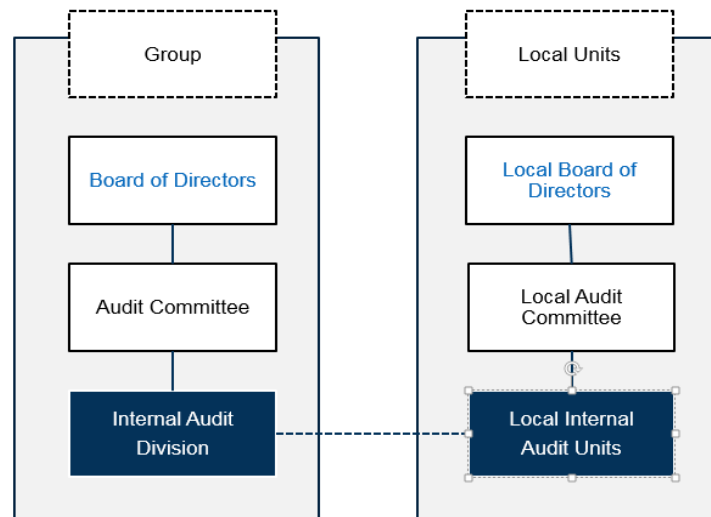 Group
Local Units
Board of Directors
Local Board of
Directors
Audit Committee
Local Audit
Committee
Internal Audit
Division
Local Internal
Audit Units